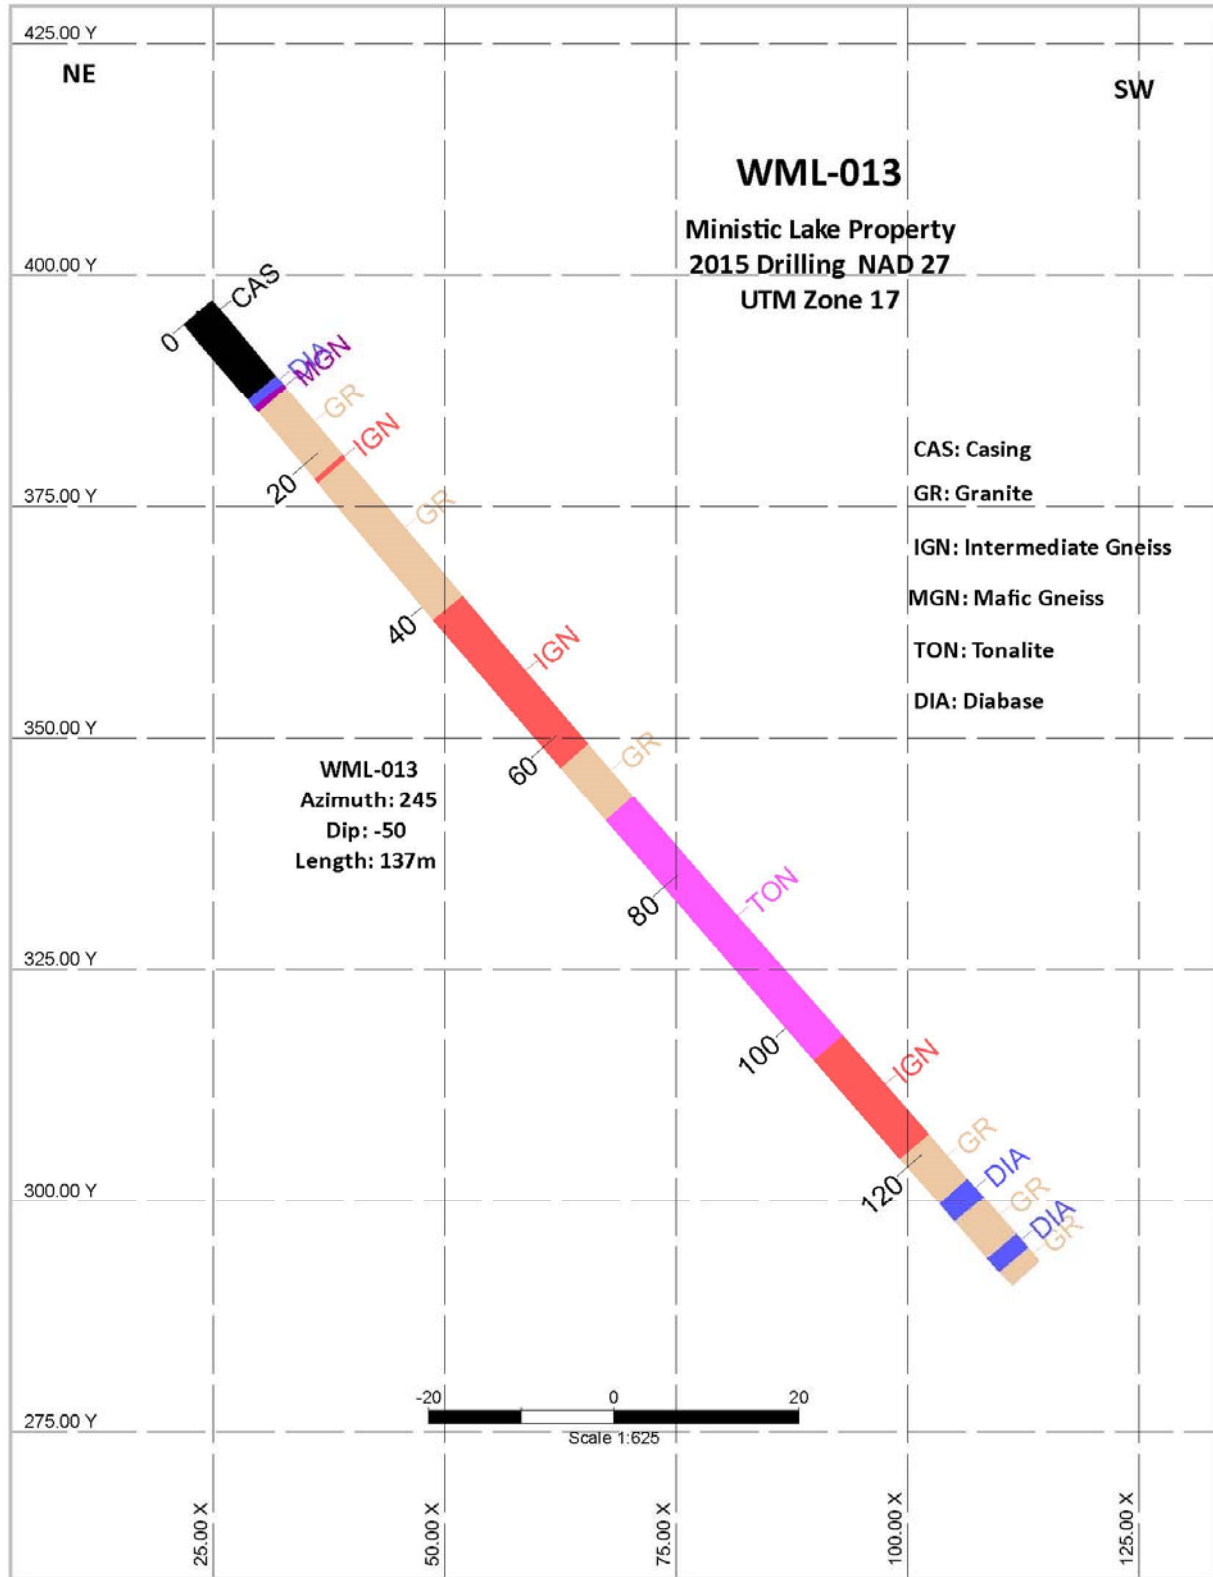 425.00 Y
NE
SW
WML-013
Ministic Lake Property
2015 Drilling NAD 27
UTM Zone 17
400.00 Y
CAS
0
DIA
MGN
GR
IGN
20
375.00 Y
GR
CAS: Casing
GR: Granite
IGN: Intermediate Gneiss
MGN: Mafic Gneiss
TON: Tonalite
DIA: Diabase
40
IGN
350.00 Y
GR
60
WML-013
Azimuth: 245
Dip: -50
Length: 137m
TON
80
325.00 Y
100
IGN
GR
DIA
120
300.00 Y
GR
DIA
GR
-20 0 20
Scale 1:625
275.00 Y
25.00 X
50.00 X
75.00 X
100.00 X
125.00 X